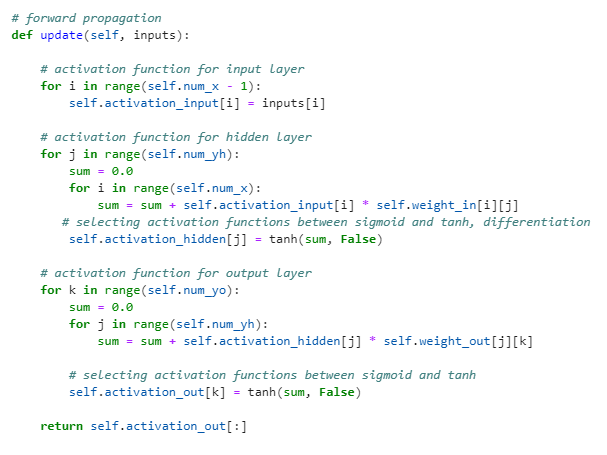 # forward propagation
def update(self, inputs):

    # activation function for input layer
    for i in range(self.num_x - 1):
        self.activation_input[i] = inputs[i]

    # activation function for hidden layer
    for j in range(self.num_yh):
        sum = 0.0
        for i in range(self.num_x):
            sum = sum + self.activation_input[i] * self.weight_in[i][j]
       # selecting activation functions between sigmoid and tanh, differentiation
        self.activation_hidden[j] = tanh(sum, False)

    # activation function for output layer
    for k in range(self.num_yo):
        sum = 0.0
        for j in range(self.num_yh):
            sum = sum + self.activation_hidden[j] * self.weight_out[j][k]

        # selecting activation functions between sigmoid and tanh
        self.activation_out[k] = tanh(sum, False)

    return self.activation_out[:]